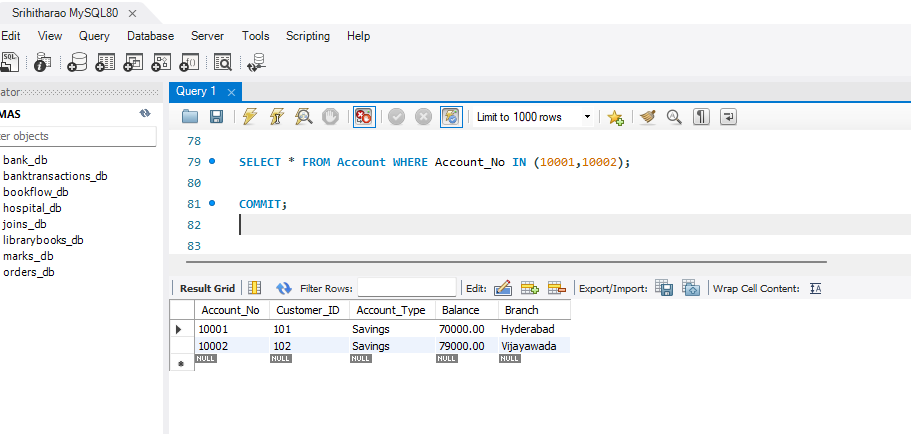 Srihitharao MySQL80 ×
Edit View Query Database Server Tools Scripting Help
SQL
ator
MAS
er objects
bank_db
banktransactions_db
bookflow_db
hospital_db
joins_db
librarybooks_db
marks_db
orders_db
Query 1 ×
Limit to 1000 rows
78
79 SELECT * FROM Account WHERE Account_No IN (10001,10002);
80
81 COMMIT;
82
83
Result Grid Filter Rows: Edit: Export/Import: Wrap Cell Content:
Account_No Customer_ID Account_Type Balance Branch
10001 101 Savings 70000.00 Hyderabad
10002 102 Savings 79000.00 Vijayawada
NULL NULL NULL NULL NULL